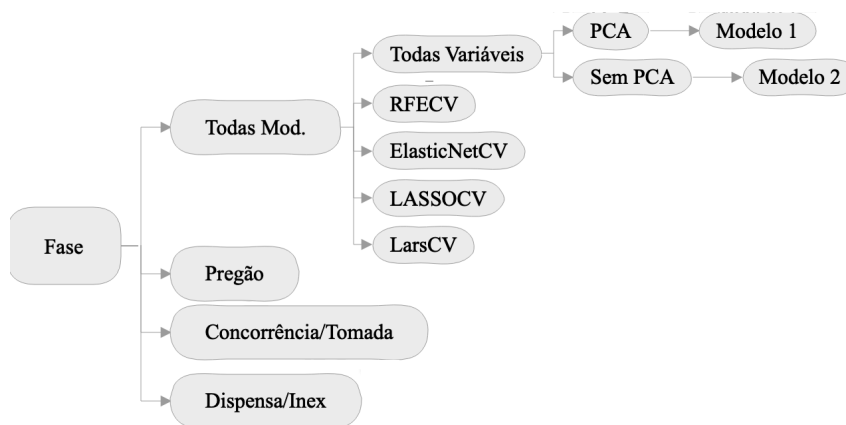 PCA
Modelo 1
Todas Variáveis
Sem PCA
Modelo 2
RFECV
Todas Mod.
ElasticNetCV
LASSOCV
LarsCV
Fase
Pregão
Concorrência/Tomada
Dispensa/Inex